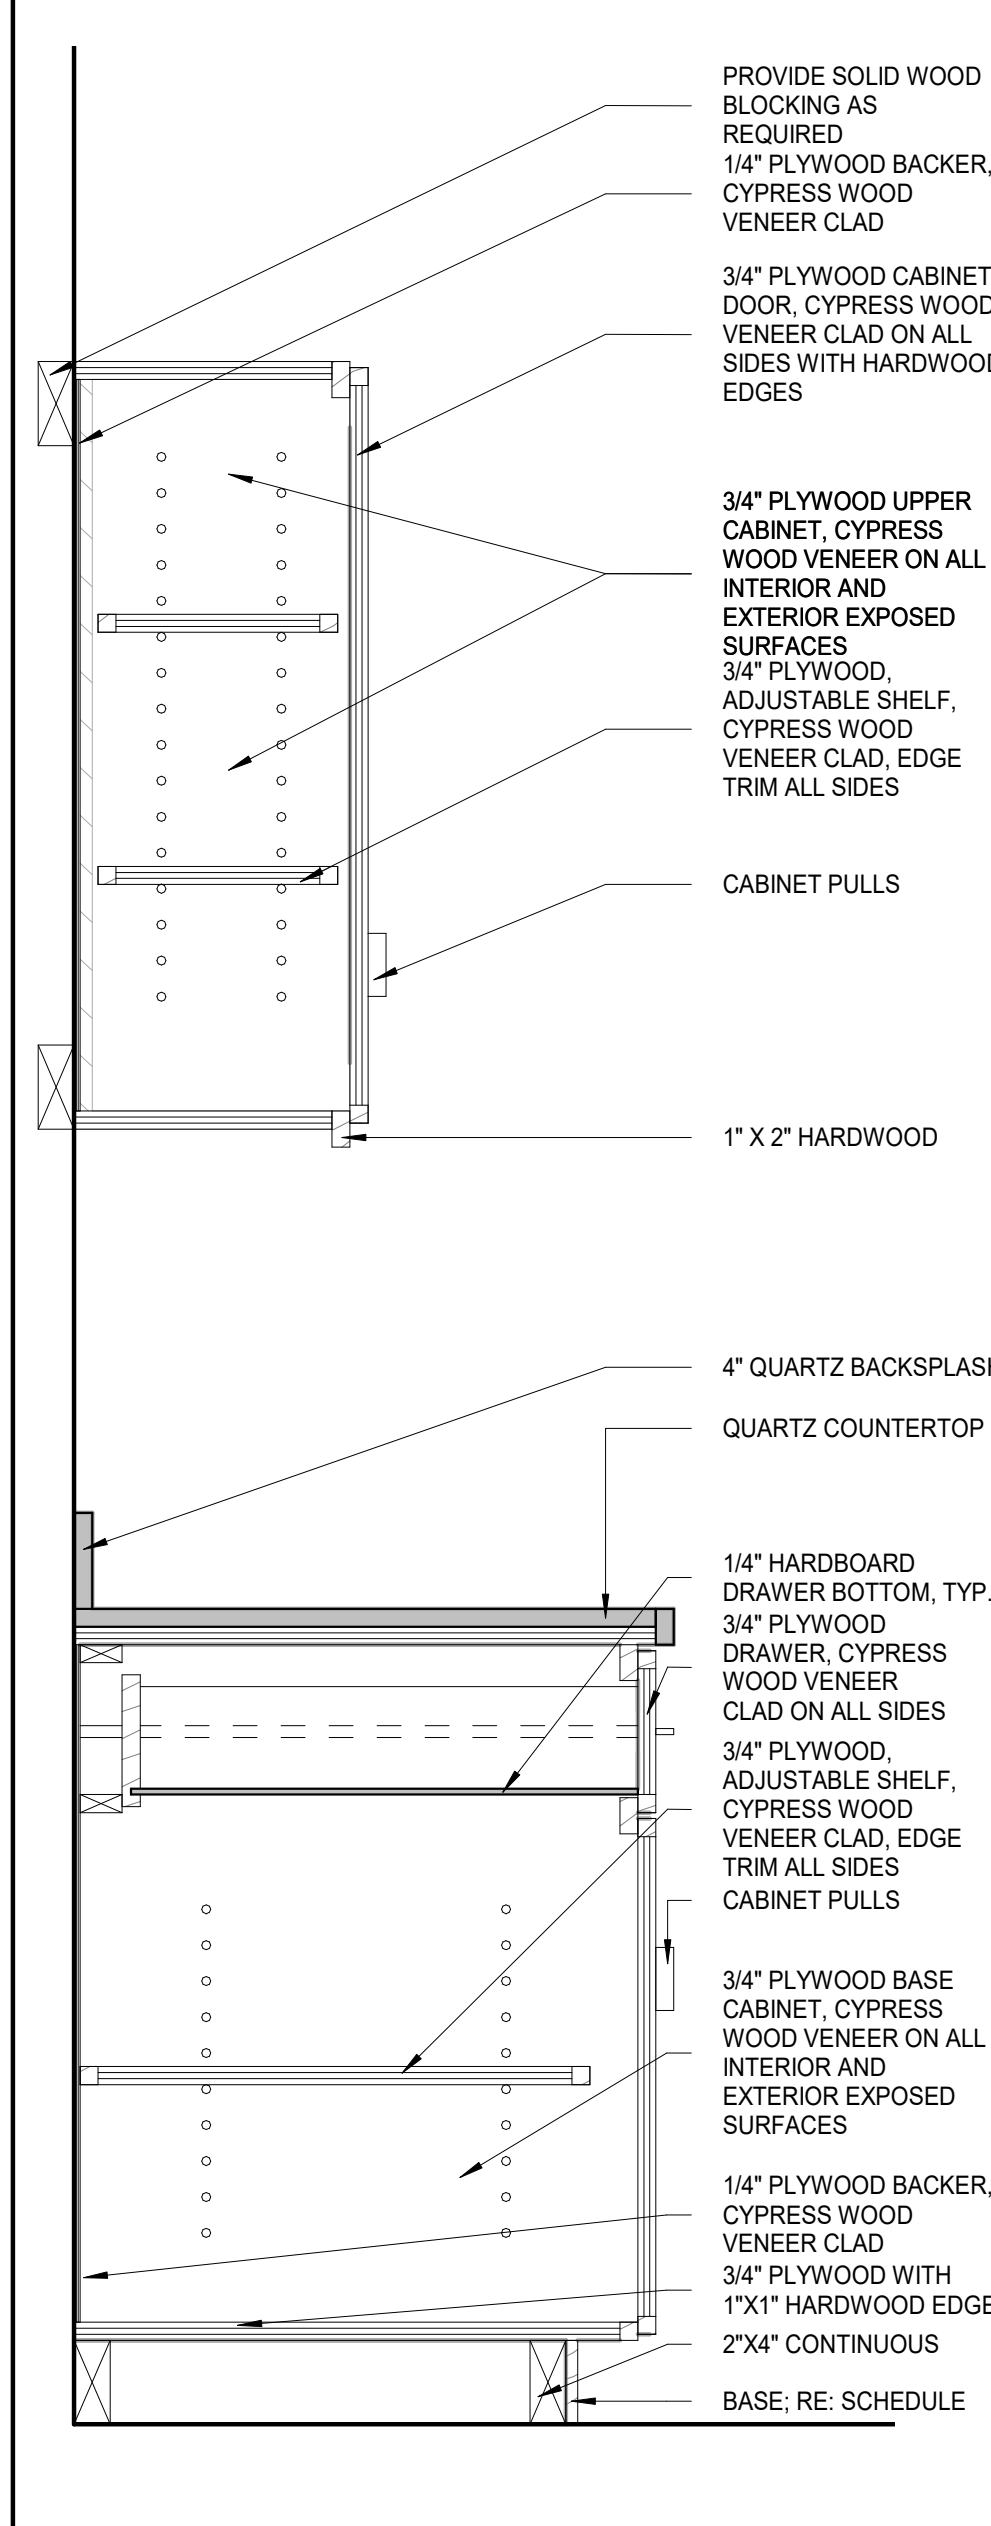 PROVIDE SOLID WOOD
BLOCKING AS
REQUIRED
1/4" PLYWOOD BACKER,
CYPRESS WOOD
VENEER CLAD
3/4" PLYWOOD CABINET
DOOR, CYPRESS WOOD
VENEER CLAD ON ALL
SIDES WITH HARDWOOD
EDGES
3/4" PLYWOOD UPPER
CABINET, CYPRESS
WOOD VENEER ON ALL
INTERIOR AND
EXTERIOR EXPOSED
SURFACES
3/4" PLYWOOD,
ADJUSTABLE SHELF,
CYPRESS WOOD
VENEER CLAD, EDGE
TRIM ALL SIDES
CABINET PULLS
1" X 2" HARDWOOD
4" QUARTZ BACKSPLASH
QUARTZ COUNTERTOP
1/4" HARDBOARD
DRAWER BOTTOM, TYP.
3/4" PLYWOOD
DRAWER, CYPRESS
WOOD VENEER
CLAD ON ALL SIDES
3/4" PLYWOOD,
ADJUSTABLE SHELF,
CYPRESS WOOD
VENEER CLAD, EDGE
TRIM ALL SIDES
CABINET PULLS
3/4" PLYWOOD BASE
CABINET, CYPRESS
WOOD VENEER ON ALL
INTERIOR AND
EXTERIOR EXPOSED
SURFACES
1/4" PLYWOOD BACKER,
CYPRESS WOOD
VENEER CLAD
3/4" PLYWOOD WITH
1"X1" HARDWOOD EDGE
2"X4" CONTINUOUS
BASE; RE: SCHEDULE